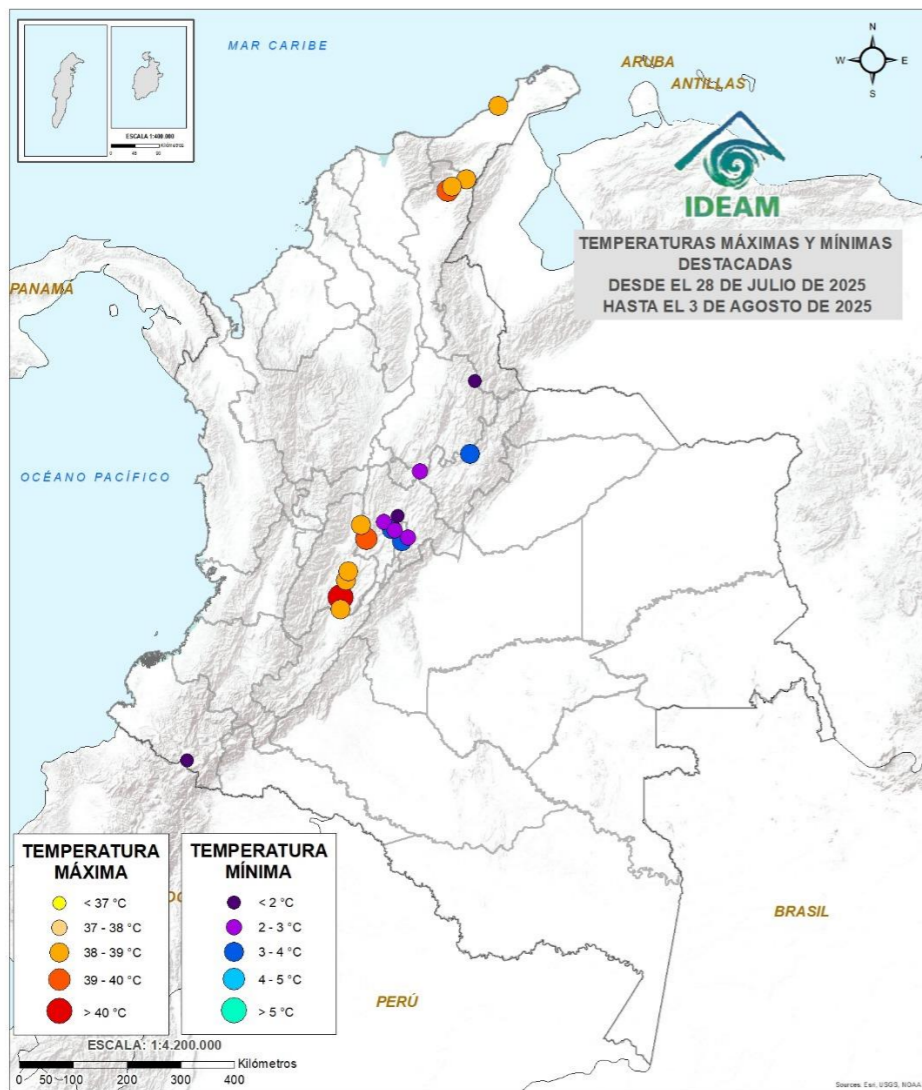 MAR CARIBE
N
W
E
S
ARUBA
ANTILLAS
ESCALA 1:400.000
IDEAM
TEMPERATURAS MÁXIMAS Y MÍNIMAS
DESTACADAS
DESDE EL 28 DE JULIO DE 2025
HASTA EL 3 DE AGOSTO DE 2025
PANAMÁ
OCÉANO PACÍFICO
TEMPERATURA
MÁXIMA
< 37 °C
37 - 38 °C
38 - 39 °C
39 - 40 °C
> 40 °C
TEMPERATURA
MÍNIMA
< 2 °C
2 - 3 °C
3 - 4 °C
4 - 5 °C
> 5 °C
BRASIL
PERÚ
ESCALA: 1:4.200.000
Kilómetros
0 50 100 200 300 400
Sources: Esri, USGS, NOAA